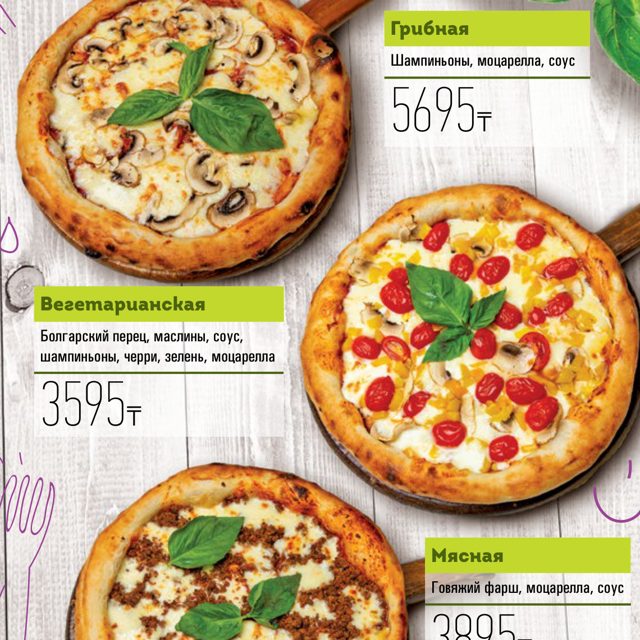 Грибная
Шампиньоны, моцарелла, соус
5695₸
Вегетарианская
Болгарский перец, маслины, соус,
шампиньоны, черри, зелень, моцарелла
3595₸
Мясная
Говяжий фарш, моцарелла, соус
3895₸